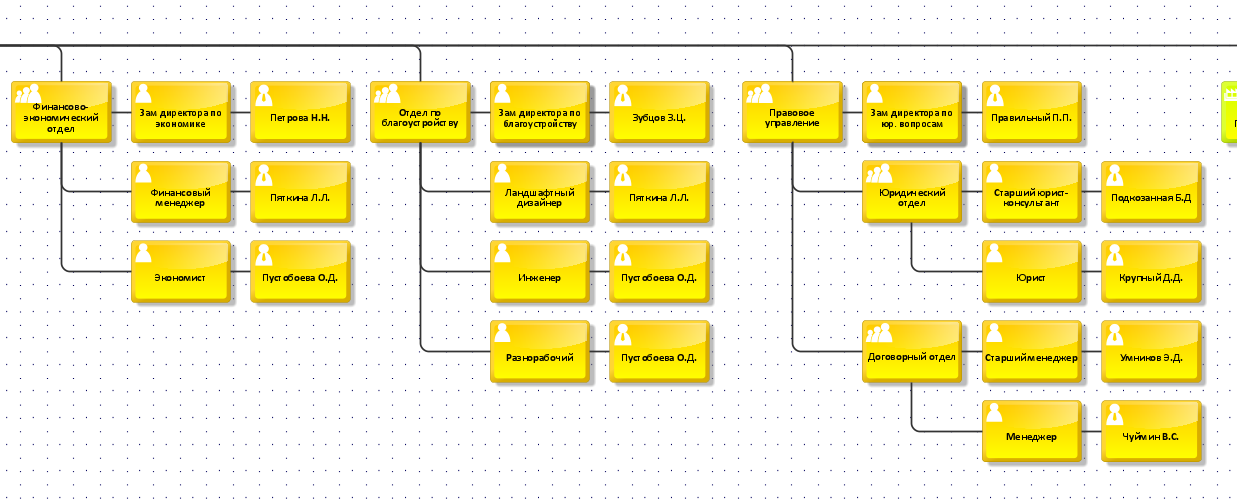 Финансово-
экономический
отдел
Зам директора по
экономике
Петрова Н.Н.
Отдел по
благоустройству
Зам директора по
благоустройству
Зубцов З.Ц.
Правовое
управление
Зам директора по
юр. вопросам
Правильный П.П.
Финансовый
менеджер
Пяткина Л.Л.
Ландшафтный
дизайнер
Пяткина Л.Л.
Юридический
отдел
Старший юрист-
консультант
Подкозанная Б.Д
Экономист
Пустобоева О.Д.
Инженер
Пустобоева О.Д.
Юрист
Крупный Д.Д.
Разнорабочий
Пустобоева О.Д.
Договорный отдел
Старший менеджер
Умников Э.Д.
Менеджер
Чуймин В.С.